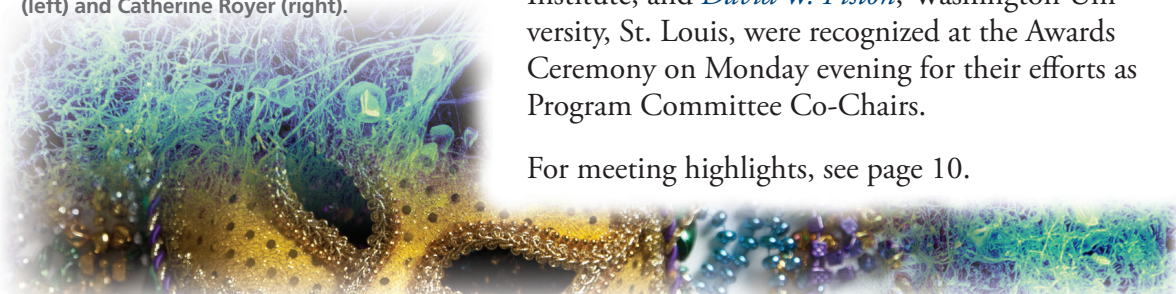 (left) and Catherine Royer (right).
Institute, and David W. Piston, Washington Uni-
versity, St. Louis, were recognized at the Awards
Ceremony on Monday evening for their efforts as
Program Committee Co-Chairs.
For meeting highlights, see page 10.